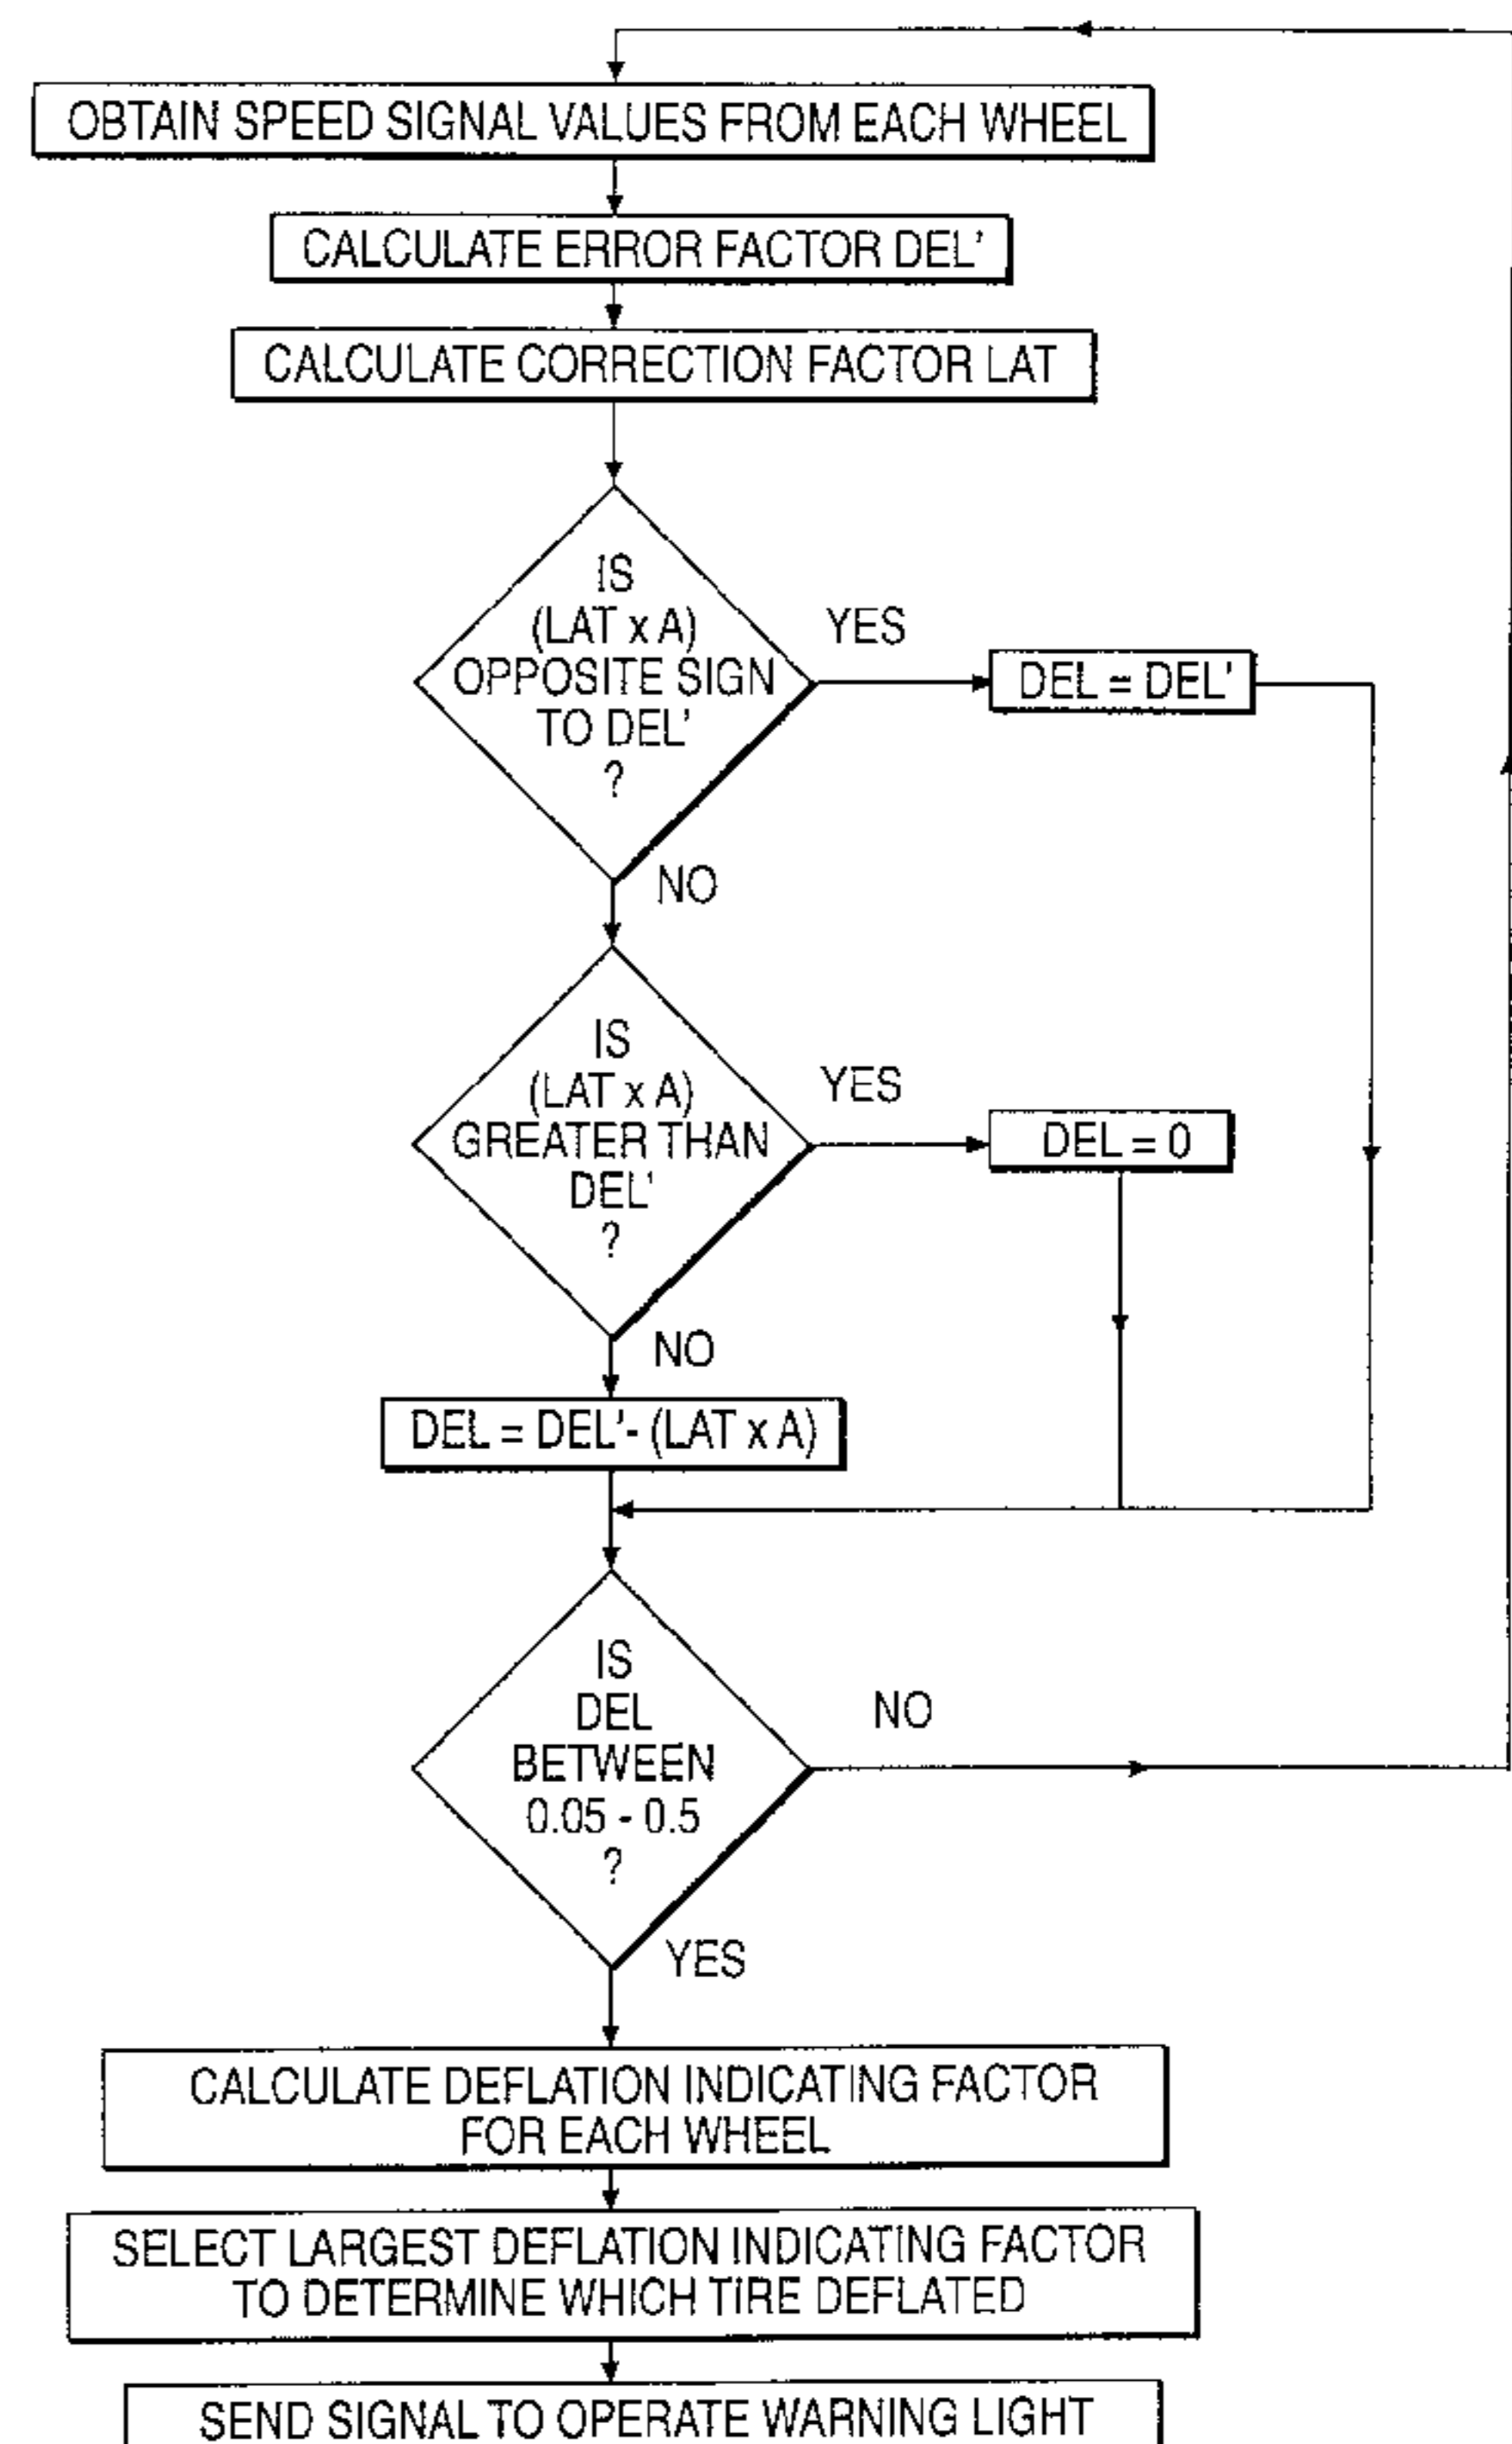 OBTAIN SPEED SIGNAL VALUES FROM EACH WHEEL
CALCULATE ERROR FACTOR DEL'
CALCULATE CORRECTION FACTOR LAT
IS
(LAT x A)
OPPOSITE SIGN
TO DEL'
?
YES
DEL = DEL'
NO
IS
(LAT x A)
GREATER THAN
DEL'
?
YES
DEL = 0
NO
DEL = DEL'- (LAT x A)
IS
DEL
BETWEEN
0.05 - 0.5
?
NO
YES
CALCULATE DEFLATION INDICATING FACTOR
FOR EACH WHEEL
SELECT LARGEST DEFLATION INDICATING FACTOR
TO DETERMINE WHICH TIRE DEFLATED
SEND SIGNAL TO OPERATE WARNING LIGHT